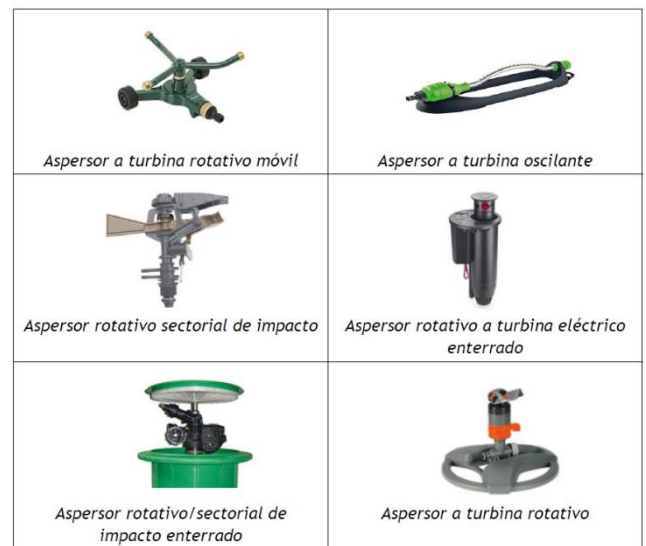 Aspersor a turbina rotativo móvil
Aspersor a turbina oscilante
Aspersor rotativo sectorial de impacto
Aspersor rotativo a turbina eléctrico
enterrado
Aspersor rotativo/sectorial de
impacto enterrado
Aspersor a turbina rotativo